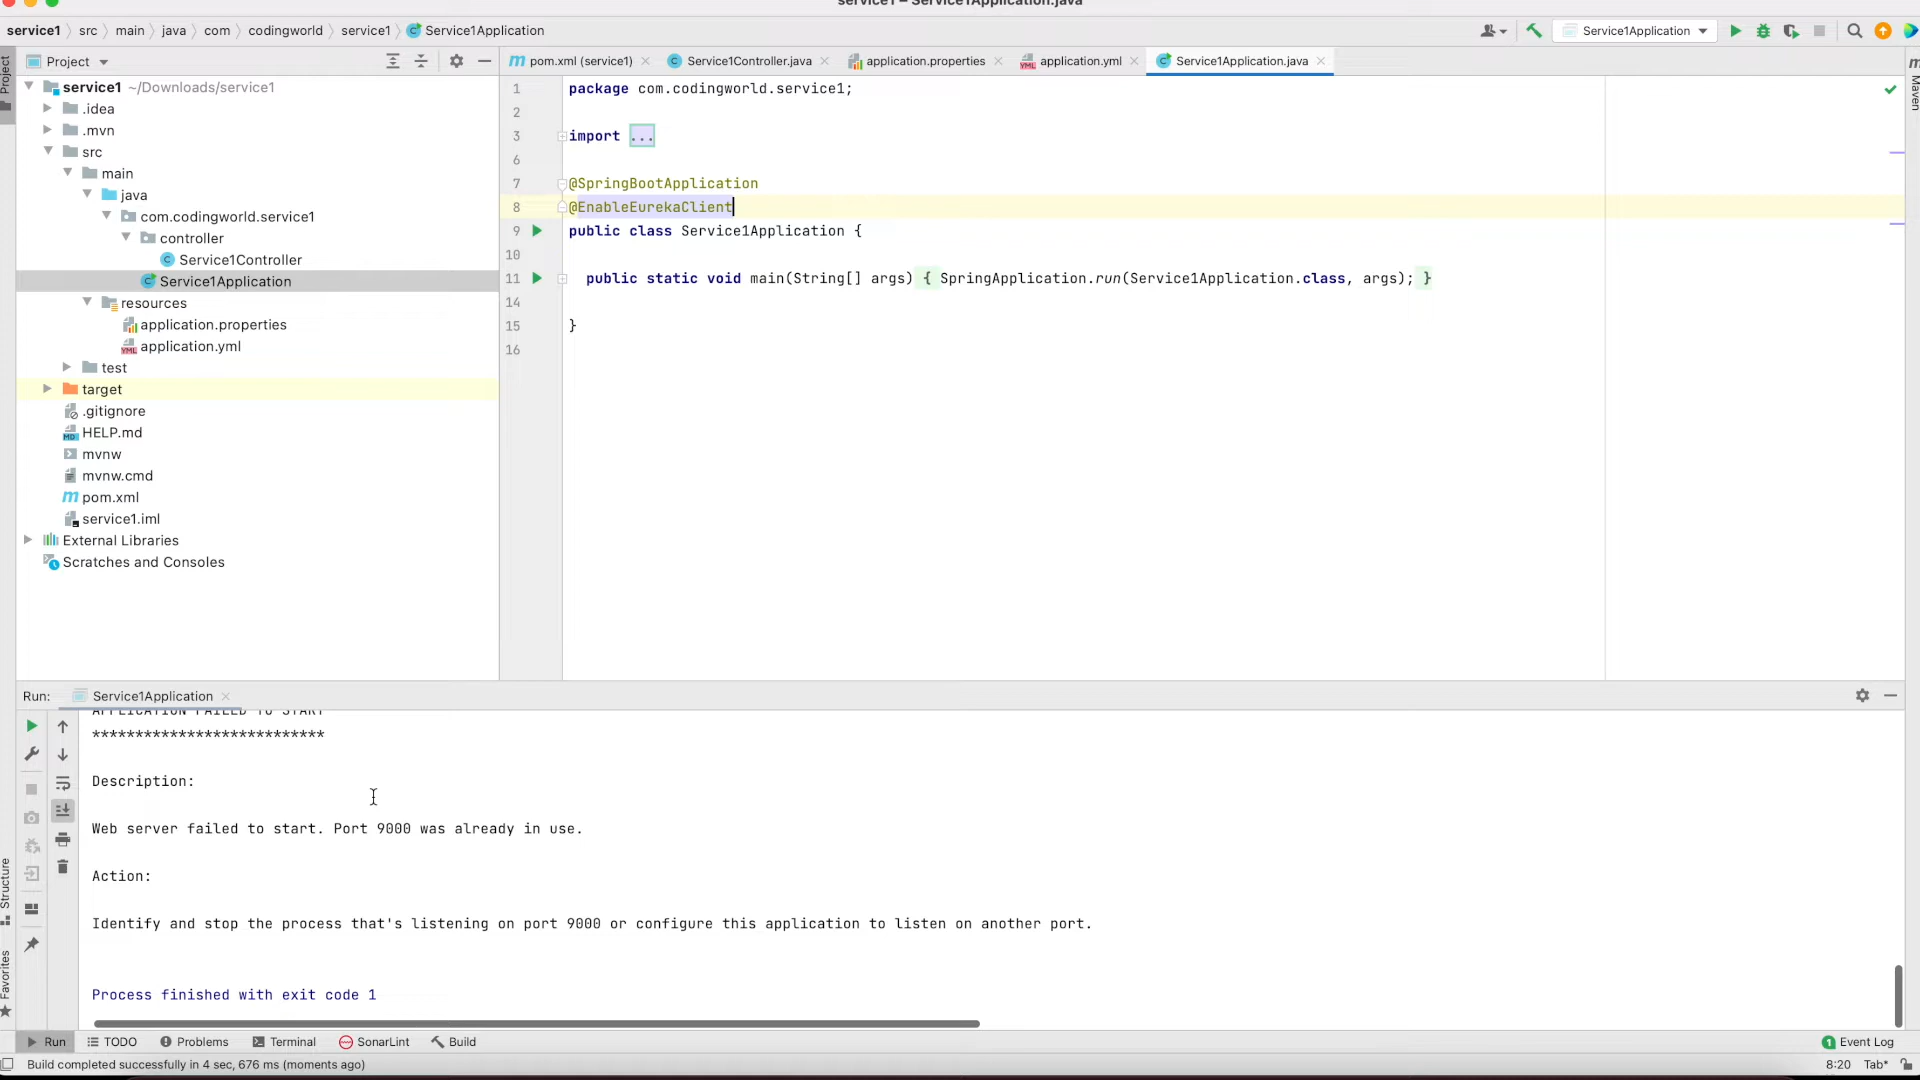 service1 – Service1Application.java
service1 src main java com codingworld service1 Service1Application
Service1Application
Project
pom.xml (service1) Service1Controller.java application.properties application.yml Service1Application.java
Project
Maven
service1 ~/Downloads/service1
.idea
.mvn
src
main
java
com.codingworld.service1
controller
Service1Controller
Service1Application
resources
application.properties
application.yml
test
target
.gitignore
HELP.md
mvnw
mvnw.cmd
pom.xml
service1.iml
External Libraries
Scratches and Consoles
1 package com.codingworld.service1;
2
3 import ...
6
7 @SpringBootApplication
8 @EnableEurekaClient
9 public class Service1Application {
10
11 public static void main(String[] args) { SpringApplication.run(Service1Application.class, args); }
14
15 }
16
Run: Service1Application
APPLICATION FAILED TO START
***************************
Description:
Web server failed to start. Port 9000 was already in use.
Action:
Identify and stop the process that's listening on port 9000 or configure this application to listen on another port.
Process finished with exit code 1
Structure
Favorites
Run TODO Problems Terminal SonarLint Build
1 Event Log
Build completed successfully in 4 sec, 676 ms (moments ago)
8:20 Tab*